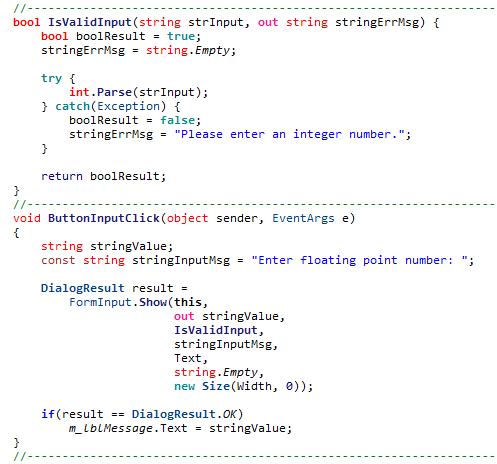 //-------------------------------------------------------------------
bool IsValidInput(string strInput, out string stringErrMsg) {
    bool boolResult = true;
    stringErrMsg = string.Empty;

    try {
        int.Parse(strInput);
    } catch(Exception) {
        boolResult = false;
        stringErrMsg = "Please enter an integer number.";
    }

    return boolResult;
}
//-------------------------------------------------------------------
void ButtonInputClick(object sender, EventArgs e)
{
    string stringValue;
    const string stringInputMsg = "Enter floating point number: ";

    DialogResult result =
        FormInput.Show(this,
                       out stringValue,
                       IsValidInput,
                       stringInputMsg,
                       Text,
                       string.Empty,
                       new Size(Width, 0));

    if(result == DialogResult.OK)
        m_lblMessage.Text = stringValue;
}
//-------------------------------------------------------------------